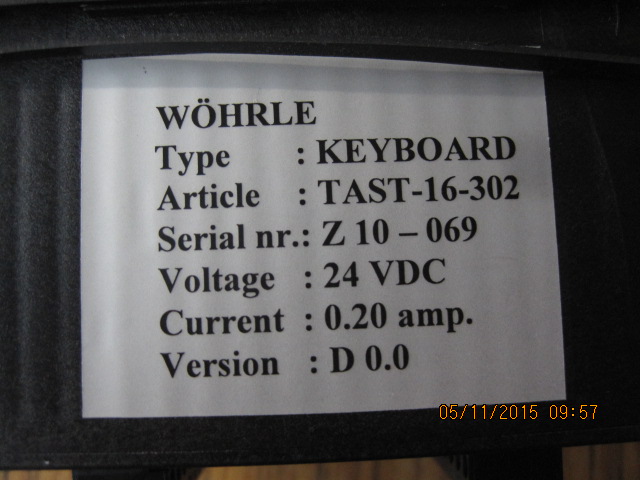 WÖHRLE
Type : KEYBOARD
Article : TAST-16-302
Serial nr.: Z 10 – 069
Voltage : 24 VDC
Current : 0.20 amp.
Version : D 0.0
05/11/2015 09:57